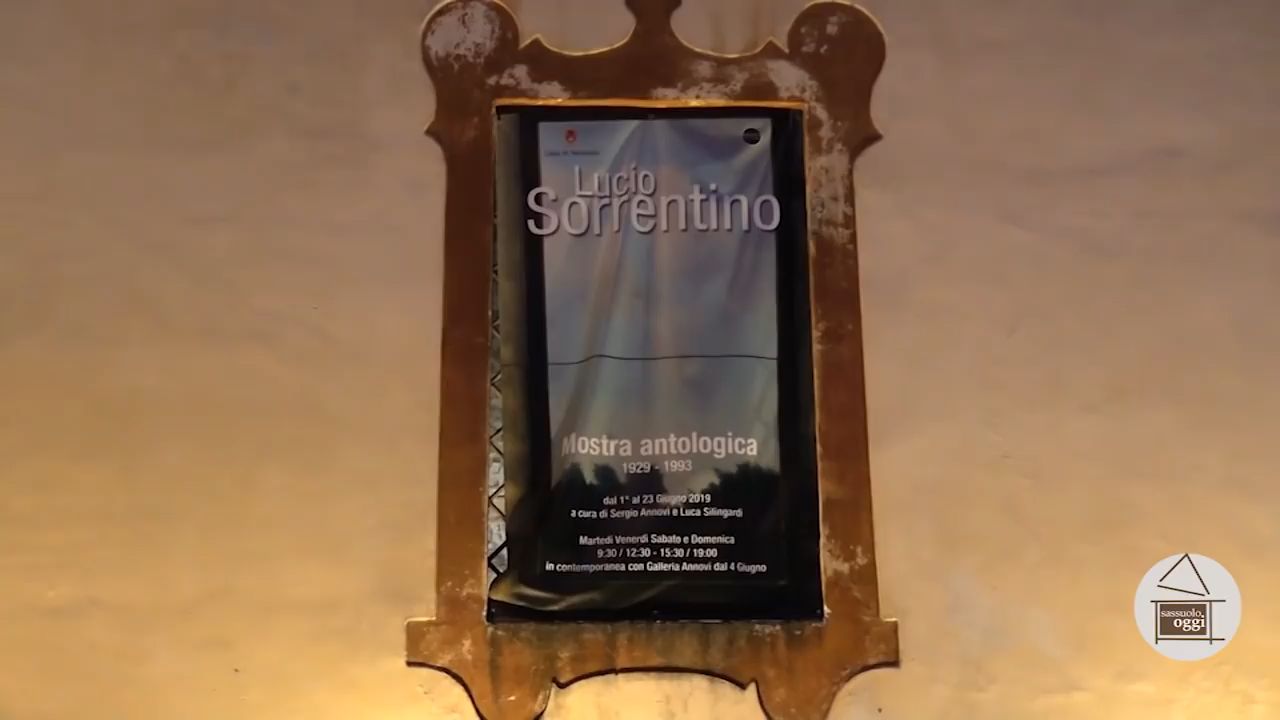 Lucio
Sorrentino
Mostra antologica
1929 - 1993
dal 1° al 23 Giugno 2019
a cura di Sergio Annovi e Luca Silingardi
Martedì Venerdì Sabato e Domenica
9:30 / 12:30 - 15:30 / 19:00
in contemporanea con Galleria Annovi dal 4 Giugno
sassuolo
oggi